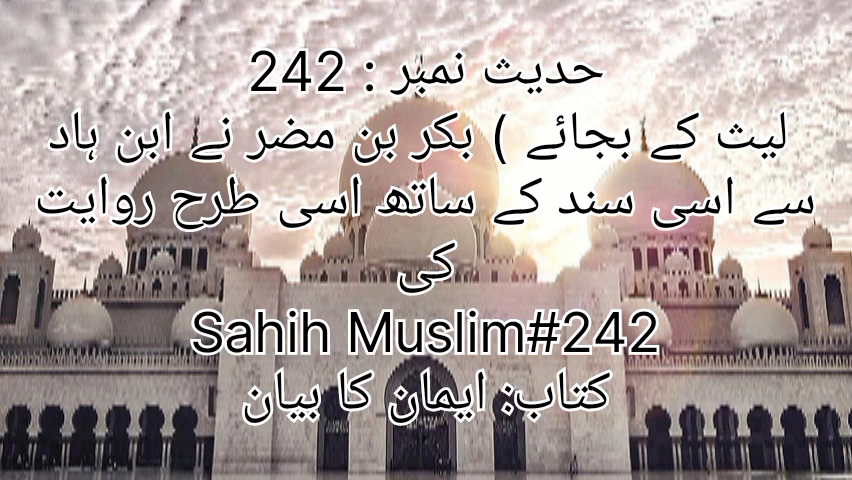 حدیث نمبر : 242
لیث کے بجائے ) بکر بن مضر نے ابن ہاد
سے اسی سند کے ساتھ اسی طرح روایت
کی
Sahih Muslim#242
کتاب: ایمان کا بیان